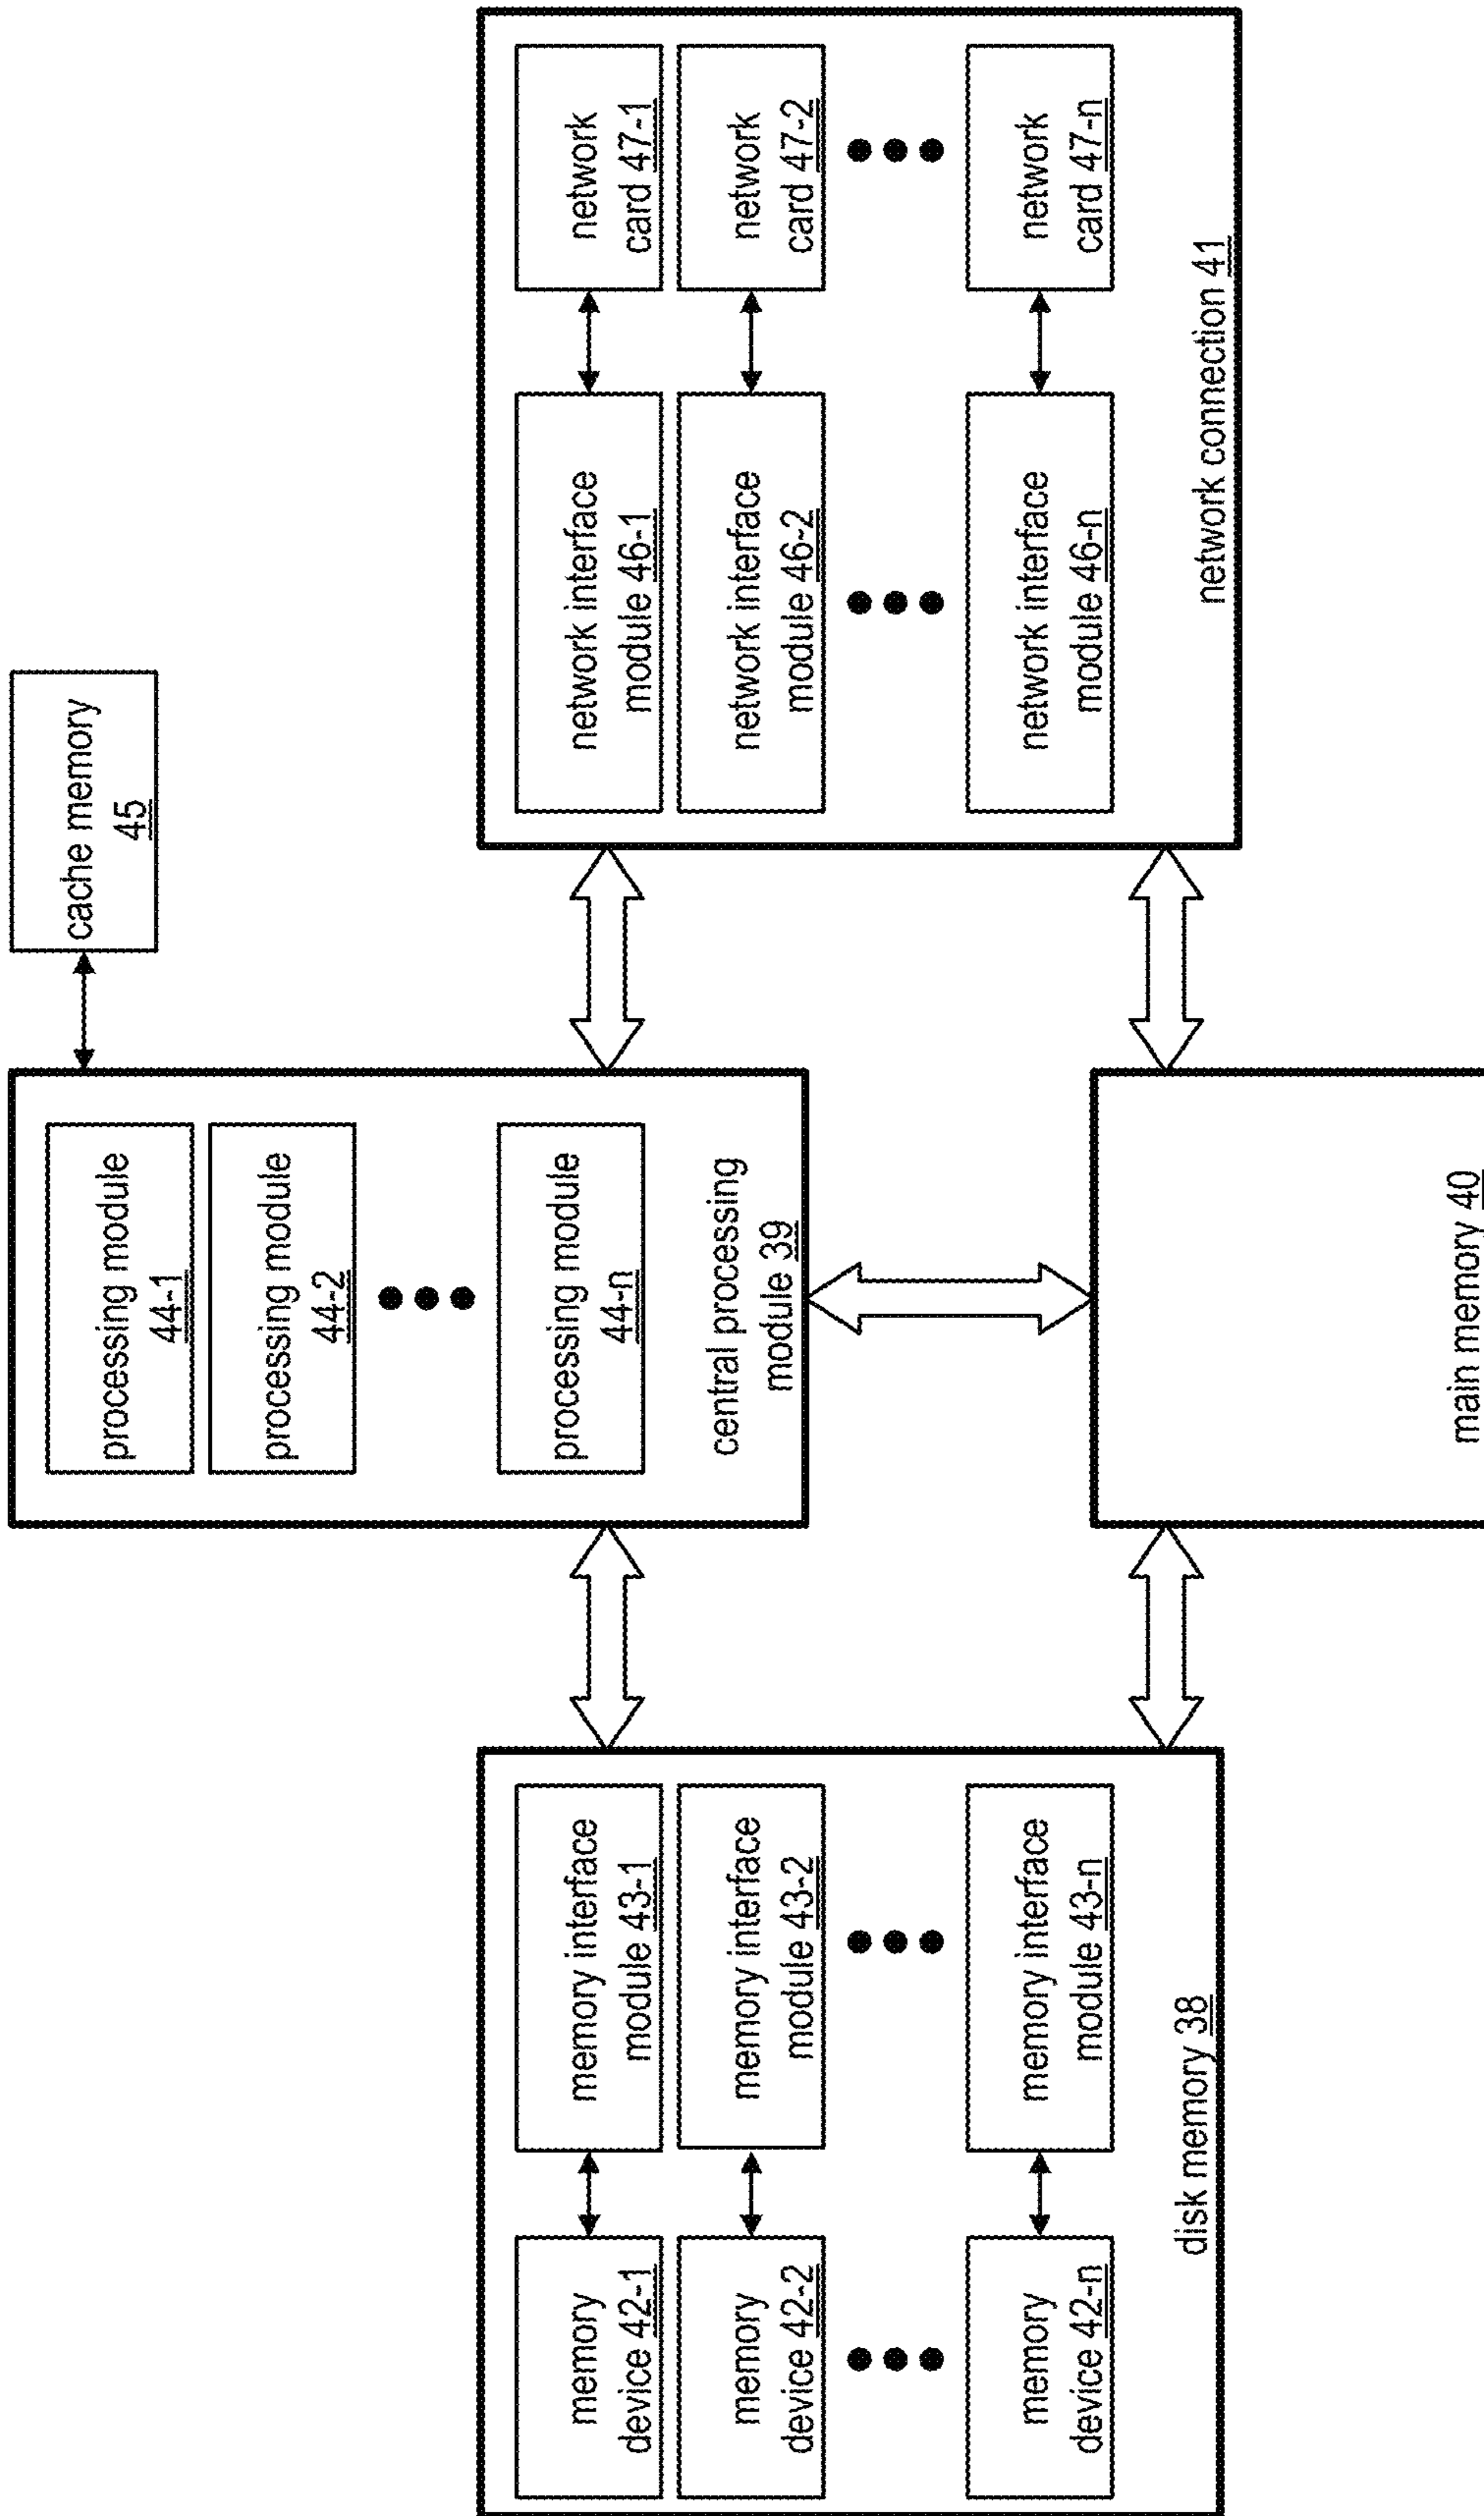 cache memory
45
processing module
44-1
processing module
44-2
processing module
44-n
central processing
module 39
memory
device 42-1
memory interface
module 43-1
memory
device 42-2
memory interface
module 43-2
memory
device 42-n
memory interface
module 43-n
disk memory 38
network interface
module 46-1
network
card 47-1
network interface
module 46-2
network
card 47-2
network interface
module 46-n
network
card 47-n
network connection 41
main memory 40